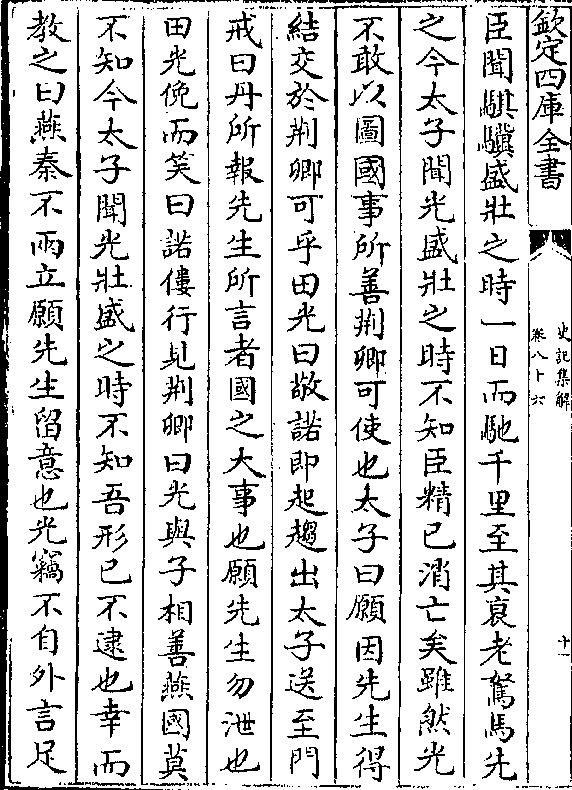 欽定四庫全書
史記集解
卷八十六
十一
臣聞騏驥盛壯之時一日而馳千里至其衰老駑馬先
之今太子聞光盛壯之時不知臣精已消亡矣雖然光
不敢以圖國事所善荆卿可使也太子曰願因先生得
結交於荆卿可乎田光曰敬諾即起趨出太子送至門
戒曰丹所報先生所言者國之大事也願先生勿泄也
田光俛而笑曰諾僂行見荆卿曰光與子相善燕國莫
不知今太子聞光壯盛之時不知吾形已不逮也幸而
教之曰燕秦不兩立願先生留意也光竊不自外言足